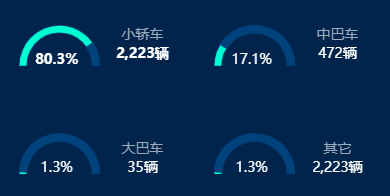 小轿车
80.3%
2,223辆
中巴车
17.1%
472辆
大巴车
1.3%
35辆
其它
1.3%
2,223辆